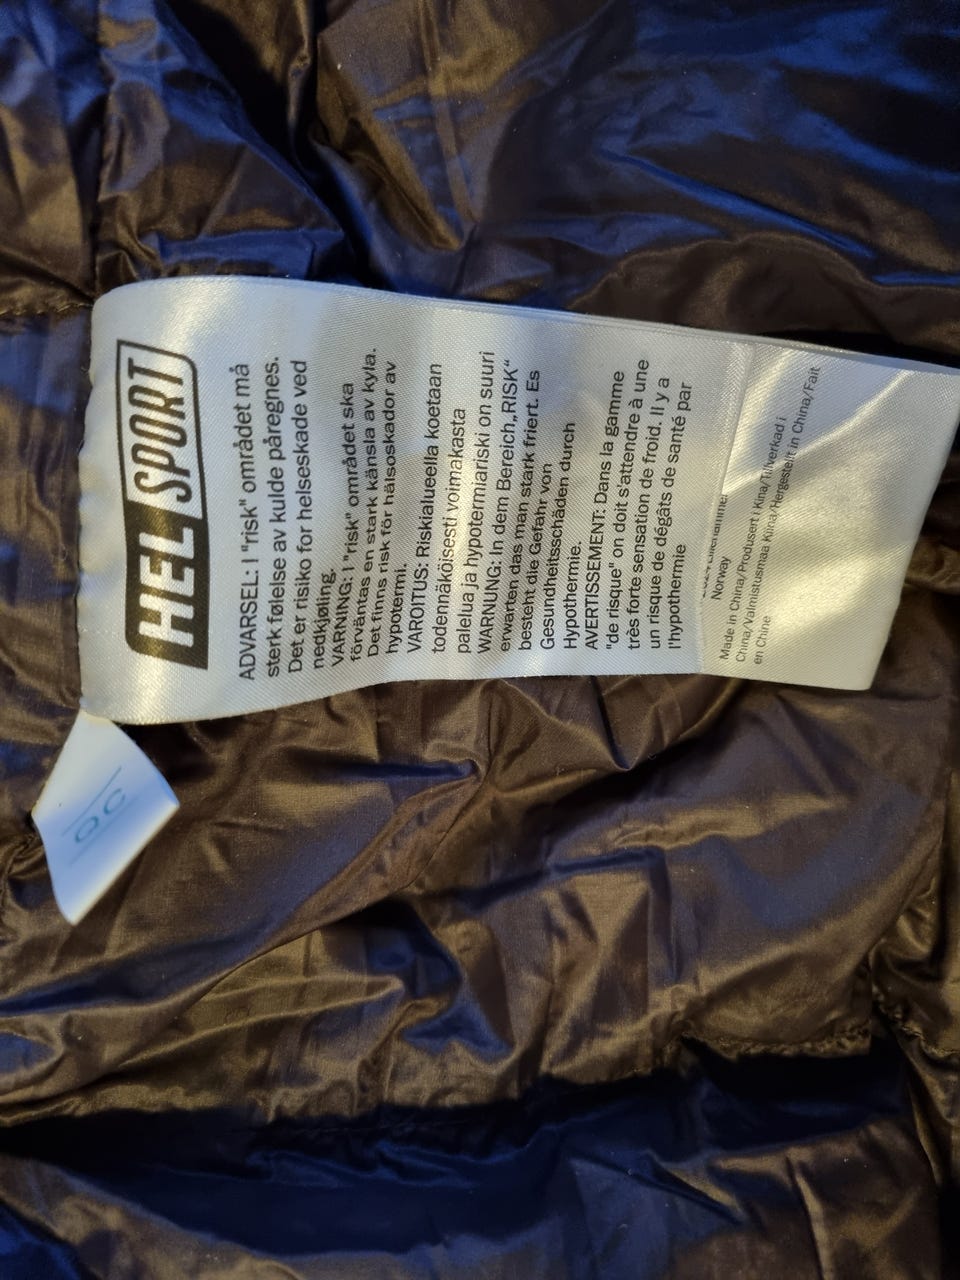 HELSPORT
ADVARSEL: I "risk" området må
sterk følelse av kulde påregnes.
Det er risiko for helseskade ved
nedkjøling.
VARNING: I "risk" området ska
förväntas en stark känsla av kyla.
Det finns risk för hälsoskador av
hypotermi.
VAROITUS: Riskialueella koetaan
todennäköisesti voimakasta
palelua ja hypotermiariski on suuri
WARNUNG: In dem Bereich„RISK“
erwarten das man stark friert. Es
besteht die Gefahr von
Gesundheitsschäden durch
Hypothermie.
AVERTISSEMENT: Dans la gamme
"de risque" on doit s'attendre à une
très forte sensation de froid. Il y a
un risque de dégâts de santé par
l'hypothermie
Norway
Made in China/Produsert i Kina/Tillverkad i
China/Valmistusmaa Kiina/Hergestellt in China/Fait
en Chine
QC